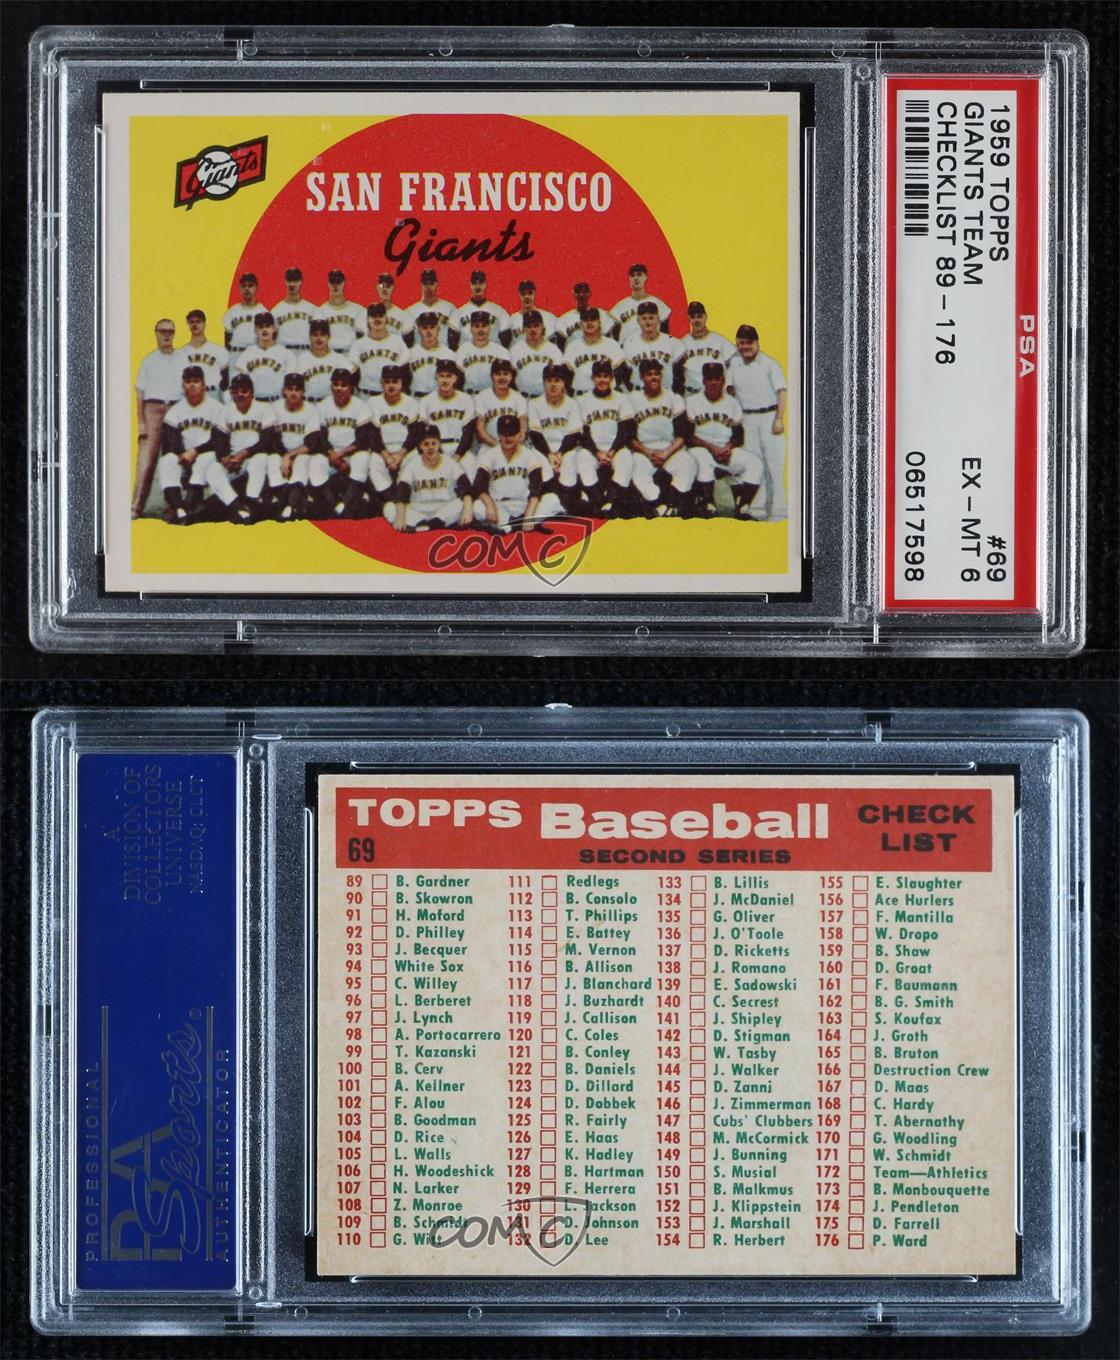 Giants
SAN FRANCISCO
Giants
COMC
1959 TOPPS #69
GIANTS TEAM EX-MT 6
CHECKLIST 89-176
06517598
PSA
A
DIVISION OF
COLLECTORS
UNIVERSE
NASDAQ: CLCT
PROFESSIONAL
PSA
Sports
AUTHENTICATOR
TOPPS Baseball CHECK LIST
69 SECOND SERIES
89 B. Gardner
90 B. Skowron
91 H. Moford
92 D. Philley
93 J. Becquer
94 White Sox
95 C. Willey
96 L. Berberet
97 J. Lynch
98 A. Portocarrero
99 T. Kazanski
100 B. Cerv
101 A. Kellner
102 F. Alou
103 B. Goodman
104 D. Rice
105 L. Walls
106 H. Woodeshick
107 N. Larker
108 Z. Monroe
109 B. Schmidt
110 G. Witt
111 Redlegs
112 B. Consolo
113 T. Phillips
114 E. Battey
115 M. Vernon
116 B. Allison
117 J. Blanchard
118 J. Buzhardt
119 J. Callison
120 C. Coles
121 B. Conley
122 B. Daniels
123 D. Dillard
124 D. Dobbek
125 R. Fairly
126 E. Haas
127 K. Hadley
128 B. Hartman
129 F. Herrera
130 L. Jackson
131 D. Johnson
132 D. Lee
133 B. Lillis
134 J. McDaniel
135 G. Oliver
136 J. O'Toole
137 D. Ricketts
138 J. Romano
139 E. Sadowski
140 C. Secrest
141 J. Shipley
142 D. Stigman
143 W. Tasby
144 J. Walker
145 D. Zanni
146 J. Zimmerman
147 Cubs' Clubbers
148 M. McCormick
149 J. Bunning
150 S. Musial
151 B. Malkmus
152 J. Klippstein
153 J. Marshall
154 R. Herbert
155 E. Slaughter
156 Ace Hurlers
157 F. Mantilla
158 W. Dropo
159 B. Shaw
160 D. Groat
161 F. Baumann
162 B. G. Smith
163 S. Koufax
164 J. Groth
165 B. Bruton
166 Destruction Crew
167 D. Maas
168 C. Hardy
169 T. Abernathy
170 G. Woodling
171 W. Schmidt
172 Team—Athletics
173 B. Monbouquette
174 J. Pendleton
175 D. Farrell
176 P. Ward
COMC